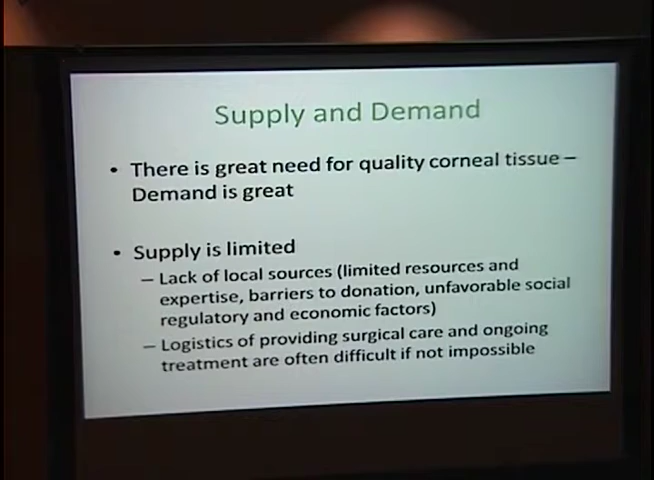 Supply and Demand
• There is great need for quality corneal tissue –
Demand is great
• Supply is limited
– Lack of local sources (limited resources and
expertise, barriers to donation, unfavorable social
regulatory and economic factors)
– Logistics of providing surgical care and ongoing
treatment are often difficult if not impossible